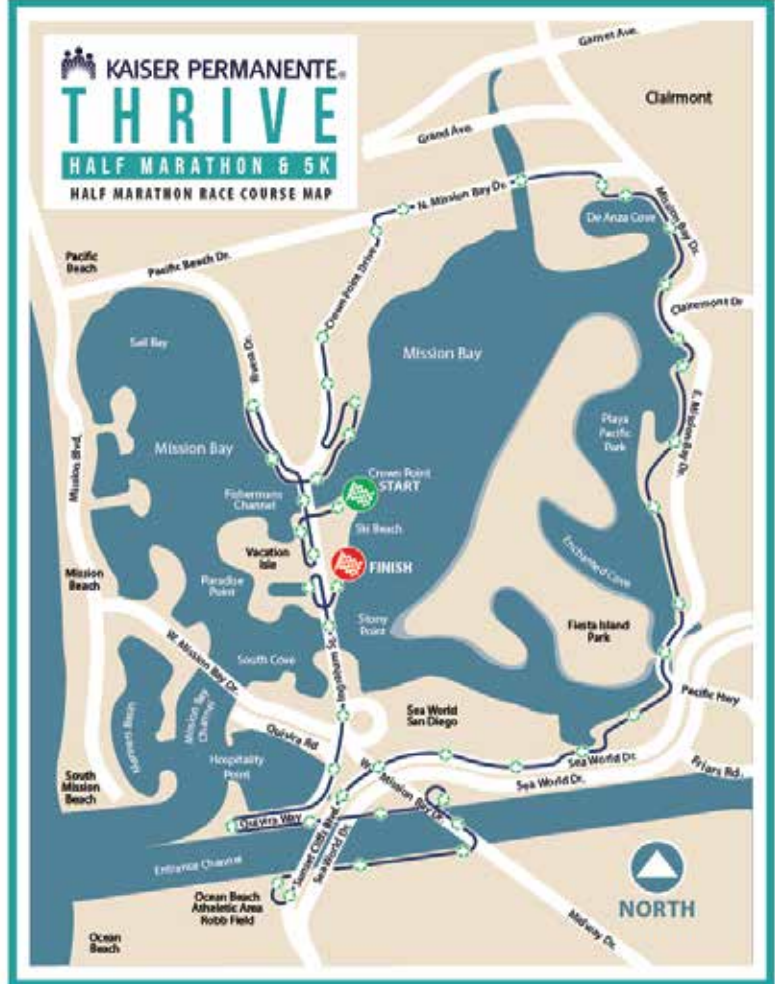 KAISER PERMANENTE®
THRIVE
HALF MARATHON & 5K
HALF MARATHON RACE COURSE MAP
Garnet Ave.
Clairmont
Grand Ave.
N. Mission Bay Dr.
De Anza Cove
Mission Bay Dr.
Pacific
Beach
Pacific Beach Dr.
Crown Point Drive
Clairemont Dr
Sail Bay
Riviera Dr.
Mission Bay
Mission Blvd.
Mission Bay
Playa
Pacific
Park
E. Mission Bay Dr.
Crown Point
START
Fishermans
Channel
Ski Beach
Vacation
Isle
FINISH
Enchanted Cove
Mission
Beach
Paradise
Point
Stony
Point
Fiesta Island
Park
W. Mission Bay Dr.
South Cove
Ingraham St.
Pacific Hwy
Mariners Basin
Mission Bay
Channel
Quivira Rd
Sea World
San Diego
Hospitality
Point
Sea World Dr.
Friars Rd.
South
Mission
Beach
W. Mission Bay Dr.
Sea World Dr.
Quivira Way
Sunset Cliffs Blvd.
SeaWorld Dr.
Entrance Channel
Ocean Beach
Atheletic Area
Robb Field
NORTH
Ocean
Beach
Midway Dr.